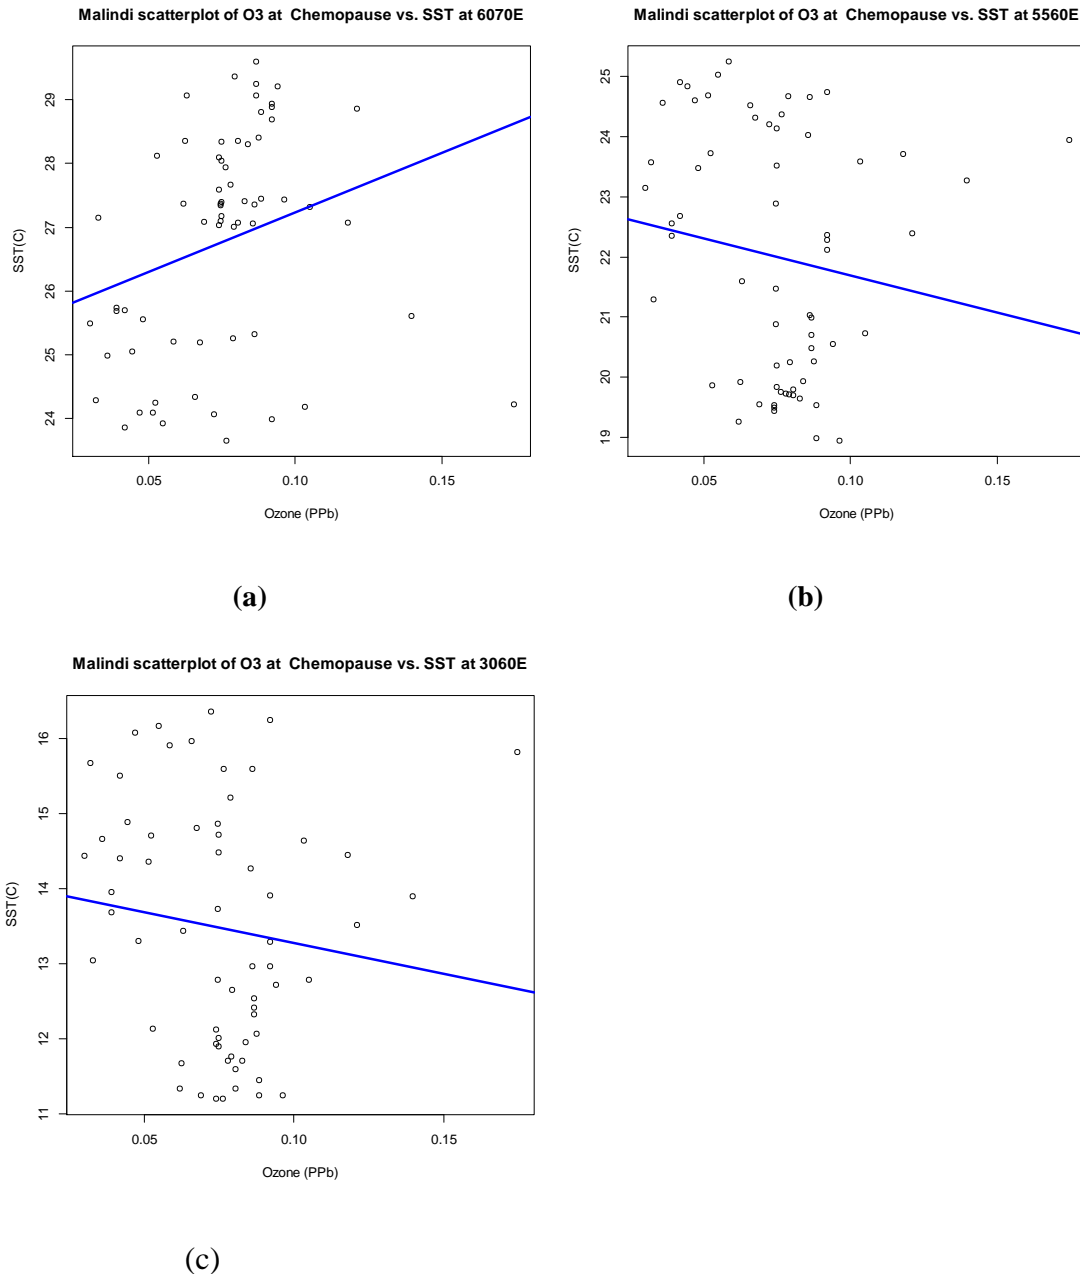 Malindi scatterplot of O3 at  Chemopause vs. SST at 6070E
SST(C)
29
28
27
26
25
24
0.05 0.10 0.15
Ozone (PPb)
(a)
Malindi scatterplot of O3 at  Chemopause vs. SST at 5560E
SST(C)
25
24
23
22
21
20
19
0.05 0.10 0.15
Ozone (PPb)
(b)
Malindi scatterplot of O3 at  Chemopause vs. SST at 3060E
SST(C)
16
15
14
13
12
11
0.05 0.10 0.15
Ozone (PPb)
(c)